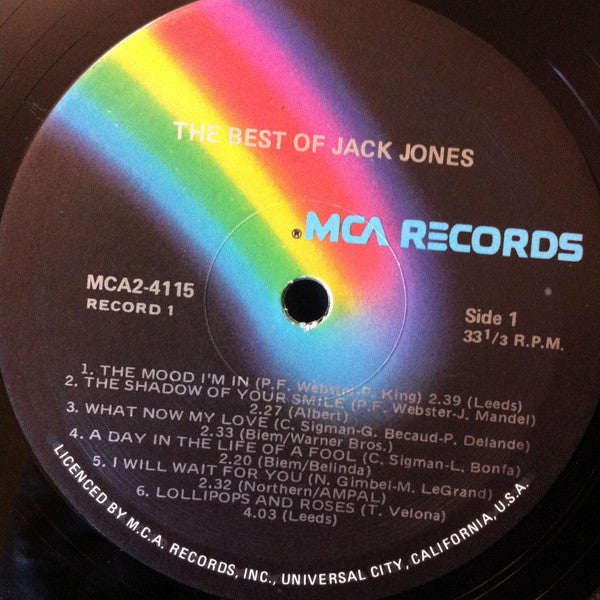 THE BEST OF JACK JONES
® MCA RECORDS
MCA2-4115
RECORD 1
Side 1
33 1/3 R.P.M.
1. THE MOOD I'M IN (P.F. Webster-P. King) 2.39 (Leeds)
2. THE SHADOW OF YOUR SMILE (P.F. Webster-J. Mandel)
2.27 (Albert)
3. WHAT NOW MY LOVE (C. Sigman-G. Becaud-P. Delande)
2.33 (Biem/Warner Bros.)
4. A DAY IN THE LIFE OF A FOOL (C. Sigman-L. Bonfa)
2.20 (Biem/Belinda)
5. I WILL WAIT FOR YOU (N. Gimbel-M. LeGrand)
2.32 (Northern/AMPAL)
6. LOLLIPOPS AND ROSES (T. Velona)
4.03 (Leeds)
LICENCED BY M.C.A. RECORDS, INC., UNIVERSAL CITY, CALIFORNIA, U.S.A.